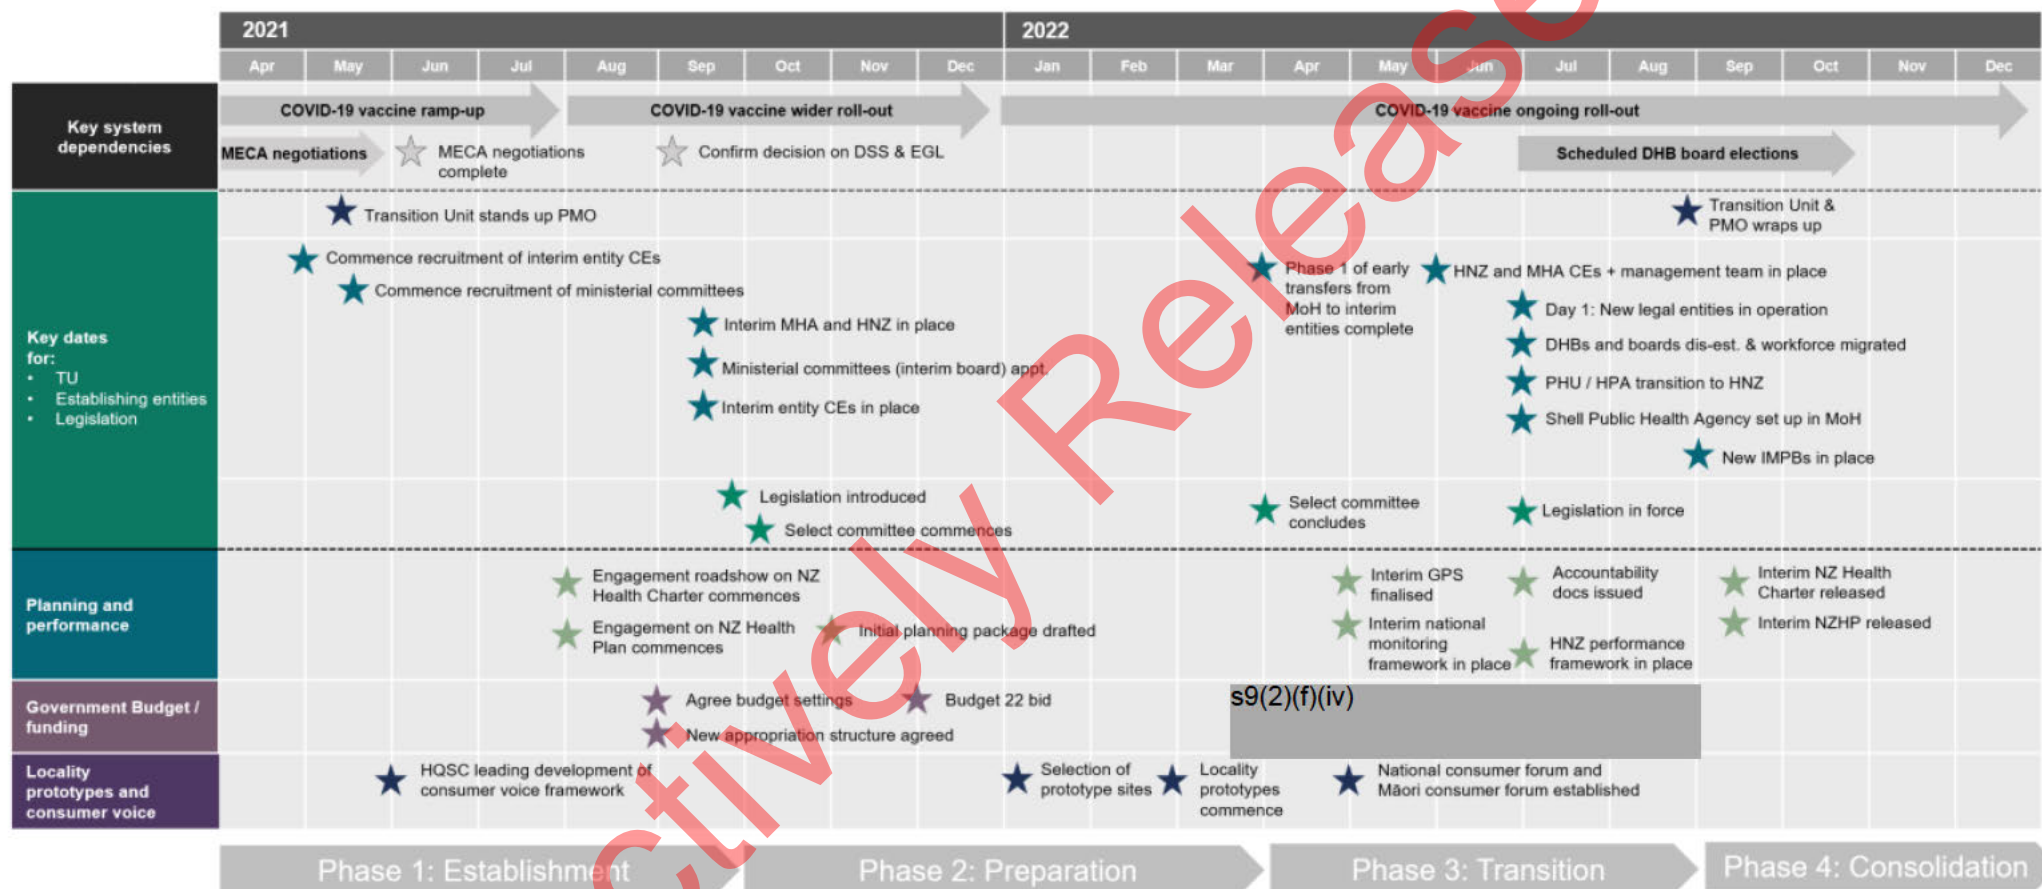 2021
2022
Apr May Jun Jul Aug Sep Oct Nov Dec Jan Feb Mar Apr May Jun Jul Aug Sep Oct Nov Dec
Key system
dependencies
COVID-19 vaccine ramp-up
COVID-19 vaccine wider roll-out
COVID-19 vaccine ongoing roll-out
MECA negotiations
MECA negotiations
complete
Confirm decision on DSS & EGL
Scheduled DHB board elections
Key dates
for:
• TU
• Establishing entities
• Legislation
Transition Unit stands up PMO
Transition Unit &
PMO wraps up
Commence recruitment of interim entity CEs
Commence recruitment of ministerial committees
Interim MHA and HNZ in place
Ministerial committees (interim board) appt.
Interim entity CEs in place
Phase 1 of early
transfers from
MoH to interim
entities complete
HNZ and MHA CEs + management team in place
Day 1: New legal entities in operation
DHBs and boards dis-est. & workforce migrated
PHU / HPA transition to HNZ
Shell Public Health Agency set up in MoH
New IMPBs in place
Legislation introduced
Select committee commences
Select committee
concludes
Legislation in force
Planning and
performance
Engagement roadshow on NZ
Health Charter commences
Engagement on NZ Health
Plan commences
Initial planning package drafted
Interim GPS
finalised
Interim national
monitoring
framework in place
Accountability
docs issued
HNZ performance
framework in place
Interim NZ Health
Charter released
Interim NZHP released
Government Budget /
funding
Agree budget settings
New appropriation structure agreed
Budget 22 bid
s9(2)(f)(iv)
Locality
prototypes and
consumer voice
HQSC leading development of
consumer voice framework
Selection of
prototype sites
Locality
prototypes
commence
National consumer forum and
Māori consumer forum established
Phase 1: Establishment
Phase 2: Preparation
Phase 3: Transition
Phase 4: Consolidation
ctively Release